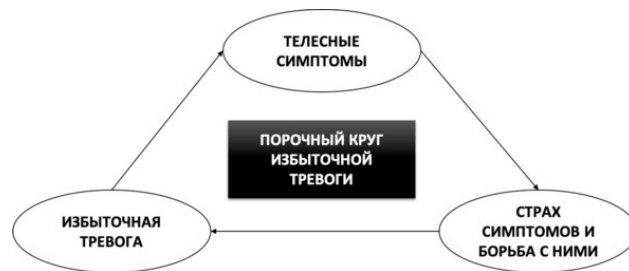 ТЕЛЕСНЫЕ
СИМПТОМЫ
ПОРОЧНЫЙ КРУГ
ИЗБЫТОЧНОЙ
ТРЕВОГИ
ИЗБЫТОЧНАЯ
ТРЕВОГА
СТРАХ
СИМПТОМОВ И
БОРЬБА С НИМИ